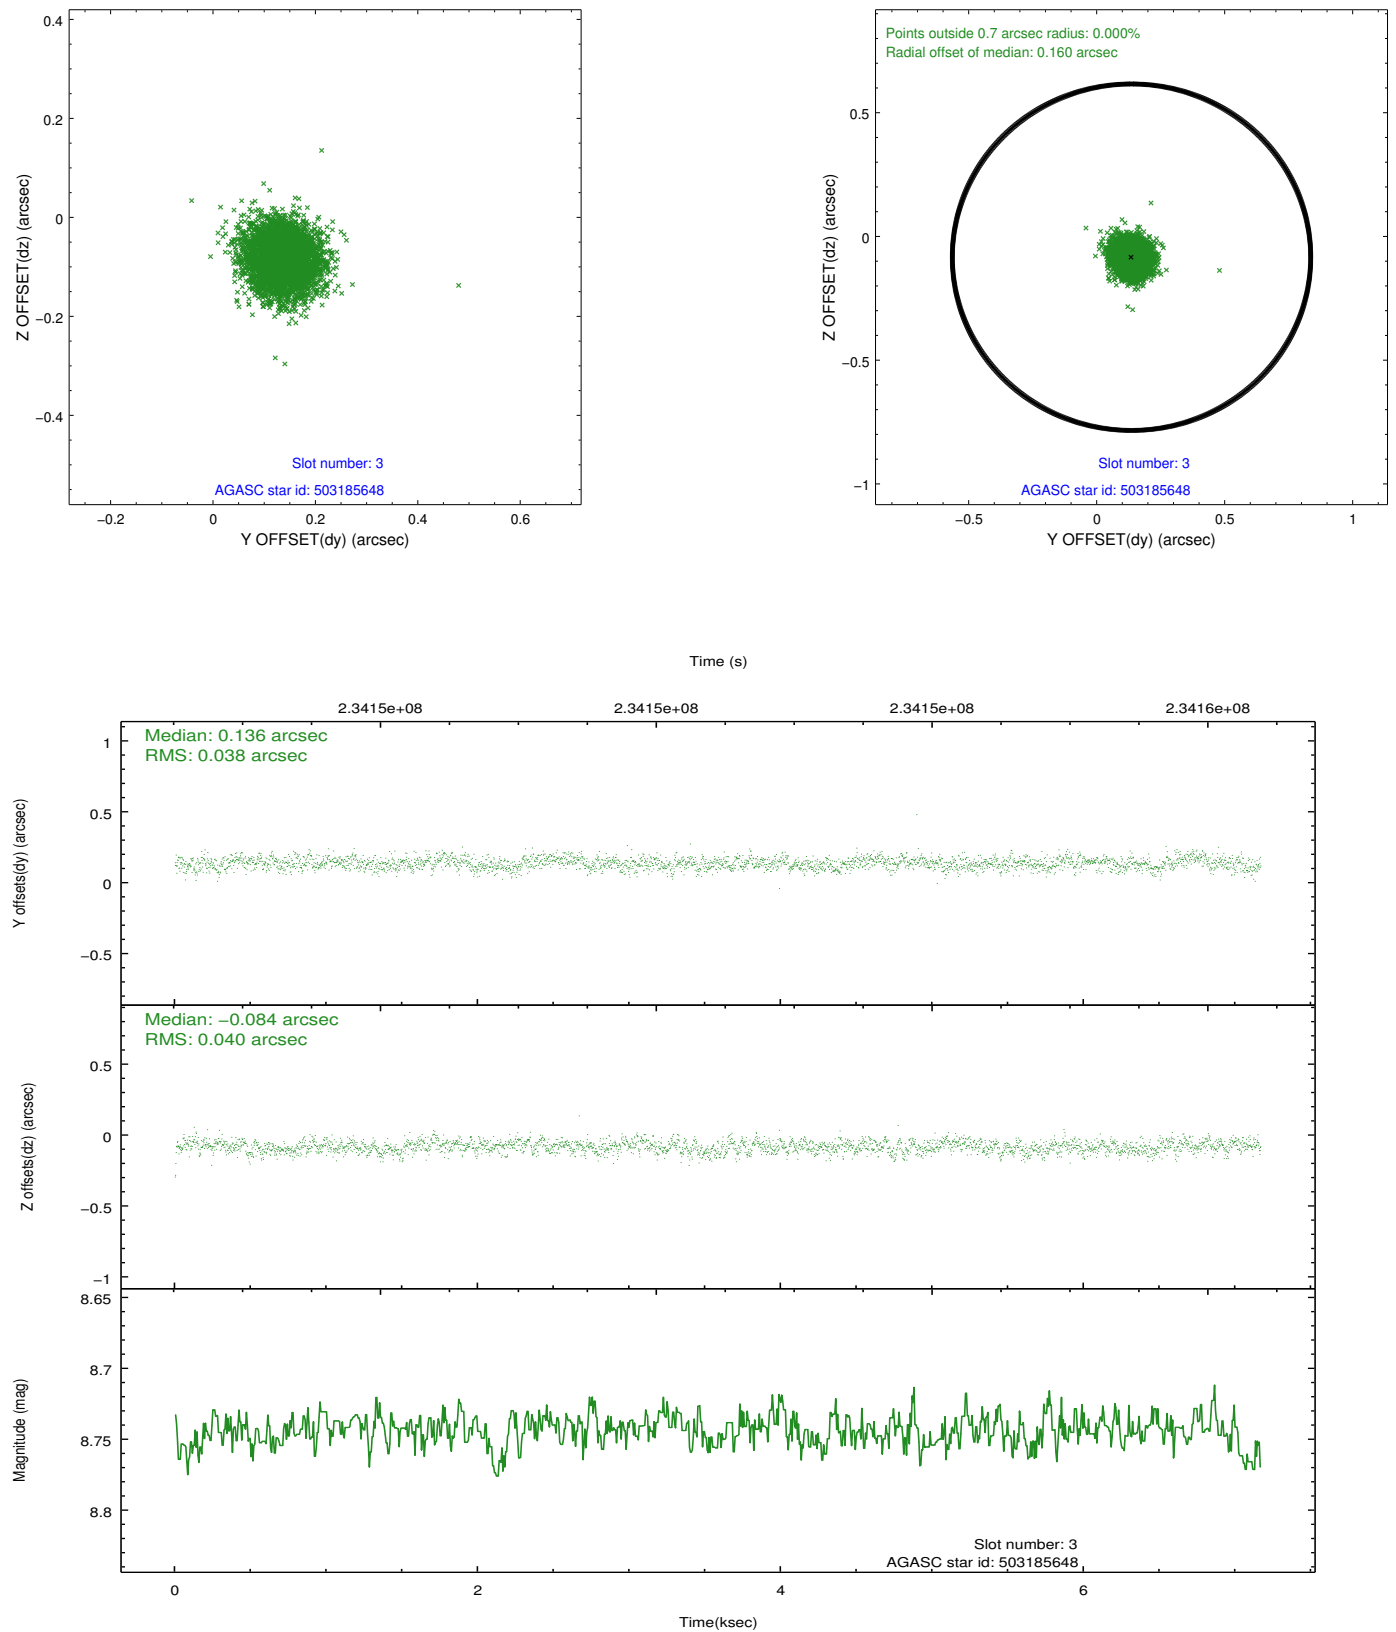 0.4
0.2
0
−0.2
−0.4
Z OFFSET(dz) (arcsec)
Slot number: 3
AGASC star id: 503185648
−0.2 0 0.2 0.4 0.6
Y OFFSET(dy) (arcsec)
Points outside 0.7 arcsec radius: 0.000%
Radial offset of median: 0.160 arcsec
0.5
0
−0.5
−1
Z OFFSET(dz) (arcsec)
Slot number: 3
AGASC star id: 503185648
−0.5 0 0.5 1
Y OFFSET(dy) (arcsec)
Time (s)
2.3415e+08 2.3415e+08 2.3415e+08 2.3416e+08
Median: 0.136 arcsec
RMS: 0.038 arcsec
1
0.5
0
−0.5
Y offsets(dy) (arcsec)
Median: −0.084 arcsec
RMS: 0.040 arcsec
0.5
0
−0.5
−1
Z offsets(dz) (arcsec)
8.65
8.7
8.75
8.8
Magnitude (mag)
Slot number: 3
AGASC star id: 503185648
0 2 4 6
Time(ksec)